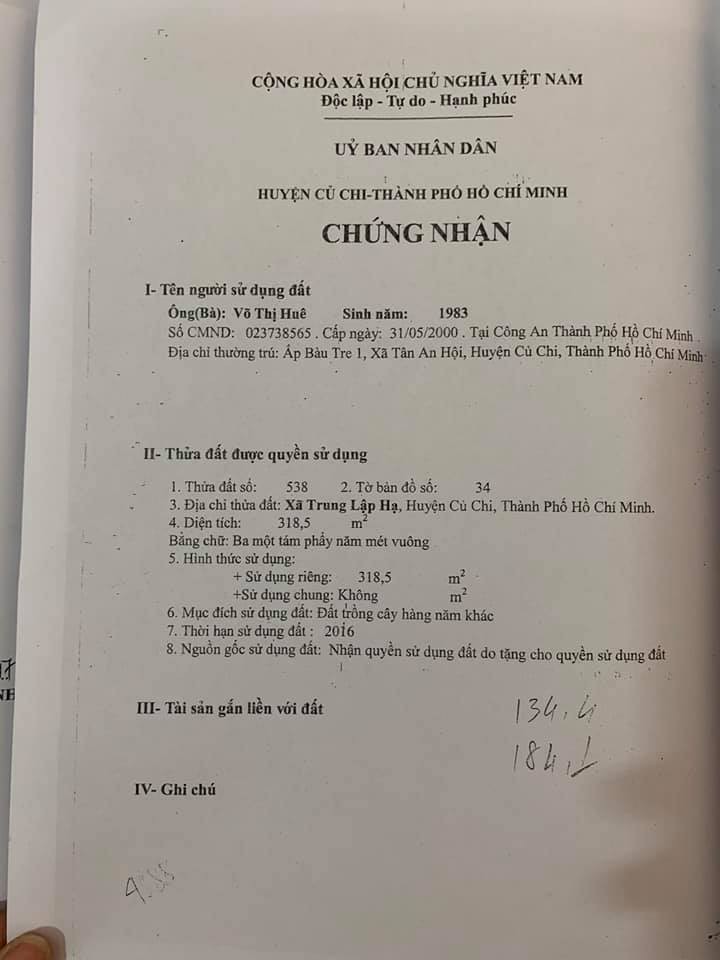 CỘNG HÒA XÃ HỘI CHỦ NGHĨA VIỆT NAM
Độc lập - Tự do - Hạnh phúc
UỶ BAN NHÂN DÂN
HUYỆN CỦ CHI-THÀNH PHỐ HỒ CHÍ MINH
CHỨNG NHẬN
I- Tên người sử dụng đất
Ông(Bà): Võ Thị Huê Sinh năm: 1983
Số CMND: 023738565 . Cấp ngày: 31/05/2000 . Tại Công An Thành Phố Hồ Chí Minh .
Địa chỉ thường trú: Ấp Bàu Tre 1, Xã Tân An Hội, Huyện Củ Chi, Thành Phố Hồ Chí Minh
II- Thửa đất được quyền sử dụng
1. Thửa đất số: 538 2. Tờ bản đồ số: 34
3. Địa chỉ thửa đất: Xã Trung Lập Hạ, Huyện Củ Chi, Thành Phố Hồ Chí Minh.
4. Diện tích: 318,5 m²
Bằng chữ: Ba một tám phẩy năm mét vuông
5. Hình thức sử dụng:
+ Sử dụng riêng: 318,5 m²
+Sử dụng chung: Không m²
6. Mục đích sử dụng đất: Đất trồng cây hàng năm khác
7. Thời hạn sử dụng đất : 2016
8. Nguồn gốc sử dụng đất: Nhận quyền sử dụng đất do tặng cho quyền sử dụng đất
III- Tài sản gắn liền với đất
134,4
184,1
IV- Ghi chú